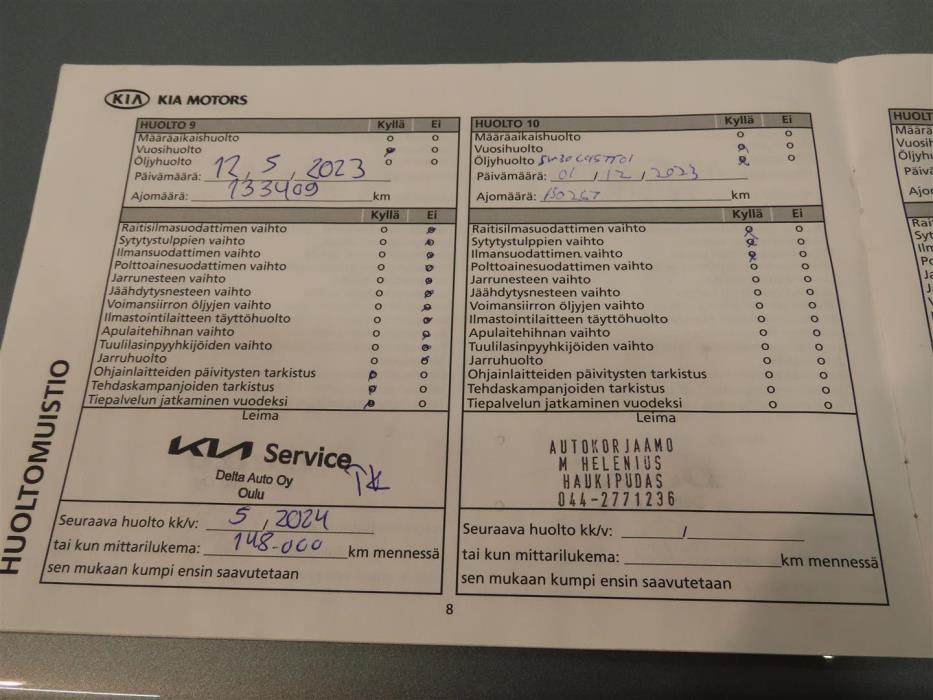 KIA KIA MOTORS
HUOLTOMUISTIO
HUOLTO 9 Kyllä Ei
Määräaikaishuolto
Vuosihuolto
Öljyhuolto
Päivämäärä: 12, 5, 2023
Ajomäärä: 133409 km
Kyllä Ei
Raitisilmasuodattimen vaihto
Sytytystulppien vaihto
Ilmansuodattimen vaihto
Polttoainesuodattimen vaihto
Jarrunesteen vaihto
Jäähdytysnesteen vaihto
Voimansiirron öljyjen vaihto
Ilmastointilaitteen täyttöhuolto
Apulaitehihnan vaihto
Tuulilasinpyyhkijöiden vaihto
Jarruhuolto
Ohjainlaitteiden päivitysten tarkistus
Tehdaskampanjoiden tarkistus
Tiepalvelun jatkaminen vuodeksi
Leima
KIA Service
Delta Auto Oy
Oulu
Seuraava huolto kk/v: 5, 2024
tai kun mittarilukema: 148.000 km mennessä
sen mukaan kumpi ensin saavutetaan
HUOLTO 10 Kyllä Ei
Määräaikaishuolto
Vuosihuolto
Öljyhuolto
Päivämäärä: 01 / 12 / 2023
Ajomäärä: km
Kyllä Ei
Raitisilmasuodattimen vaihto
Sytytystulppien vaihto
Ilmansuodattimen vaihto
Polttoainesuodattimen vaihto
Jarrunesteen vaihto
Jäähdytysnesteen vaihto
Voimansiirron öljyjen vaihto
Ilmastointilaitteen täyttöhuolto
Apulaitehihnan vaihto
Tuulilasinpyyhkijöiden vaihto
Jarruhuolto
Ohjainlaitteiden päivitysten tarkistus
Tehdaskampanjoiden tarkistus
Tiepalvelun jatkaminen vuodeksi
Leima
AUTOKORJAAMO
M HELENIUS
HAUKIPUDAS
044-2771236
Seuraava huolto kk/v: /
tai kun mittarilukema: km mennessä
sen mukaan kumpi ensin saavutetaan
8